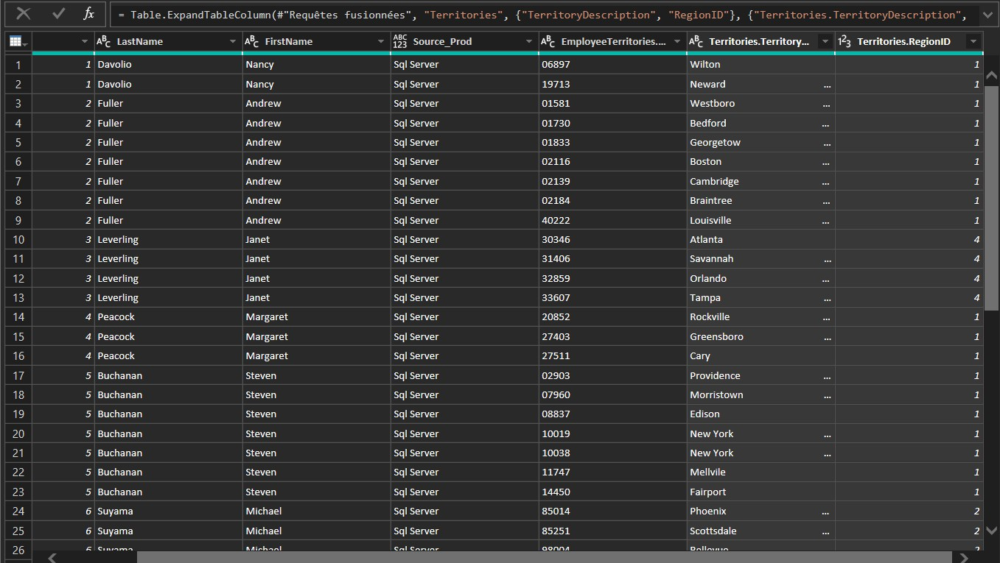 fx = Table.ExpandTableColumn(#"Requêtes fusionnées", "Territories", {"TerritoryDescription", "RegionID"}, {"Territories.TerritoryDescription",
ABC LastName ABC FirstName ABC 123 Source_Prod ABC EmployeeTerritories.... ABC Territories.Territory... 123 Territories.RegionID
1 1 Davolio Nancy Sql Server 06897 Wilton 1
2 1 Davolio Nancy Sql Server 19713 Neward ... 1
3 2 Fuller Andrew Sql Server 01581 Westboro ... 1
4 2 Fuller Andrew Sql Server 01730 Bedford ... 1
5 2 Fuller Andrew Sql Server 01833 Georgetow ... 1
6 2 Fuller Andrew Sql Server 02116 Boston ... 1
7 2 Fuller Andrew Sql Server 02139 Cambridge ... 1
8 2 Fuller Andrew Sql Server 02184 Braintree ... 1
9 2 Fuller Andrew Sql Server 40222 Louisville ... 1
10 3 Leverling Janet Sql Server 30346 Atlanta 4
11 3 Leverling Janet Sql Server 31406 Savannah ... 4
12 3 Leverling Janet Sql Server 32859 Orlando ... 4
13 3 Leverling Janet Sql Server 33607 Tampa ... 4
14 4 Peacock Margaret Sql Server 20852 Rockville ... 1
15 4 Peacock Margaret Sql Server 27403 Greensboro ... 1
16 4 Peacock Margaret Sql Server 27511 Cary 1
17 5 Buchanan Steven Sql Server 02903 Providence ... 1
18 5 Buchanan Steven Sql Server 07960 Morristown ... 1
19 5 Buchanan Steven Sql Server 08837 Edison 1
20 5 Buchanan Steven Sql Server 10019 New York ... 1
21 5 Buchanan Steven Sql Server 10038 New York ... 1
22 5 Buchanan Steven Sql Server 11747 Mellvile 1
23 5 Buchanan Steven Sql Server 14450 Fairport 1
24 6 Suyama Michael Sql Server 85014 Phoenix ... 2
25 6 Suyama Michael Sql Server 85251 Scottsdale ... 2
26 6 Suyama Michael Sql Server 98004 Bellevue 2